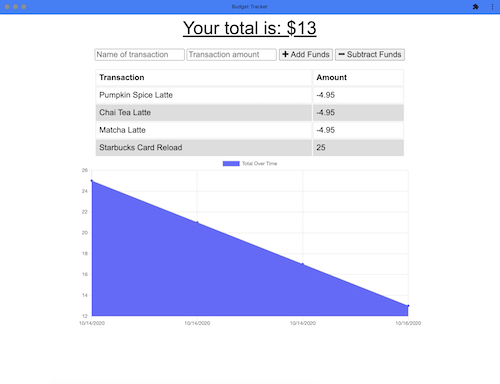 Budget Tracker
Your total is: $13
Name of transaction Transaction amount + Add Funds − Subtract Funds
Transaction Amount
Pumpkin Spice Latte -4.95
Chai Tea Latte -4.95
Matcha Latte -4.95
Starbucks Card Reload 25
Total Over Time
26
24
22
20
18
16
14
12
10/14/2020 10/14/2020 10/14/2020 10/16/2020